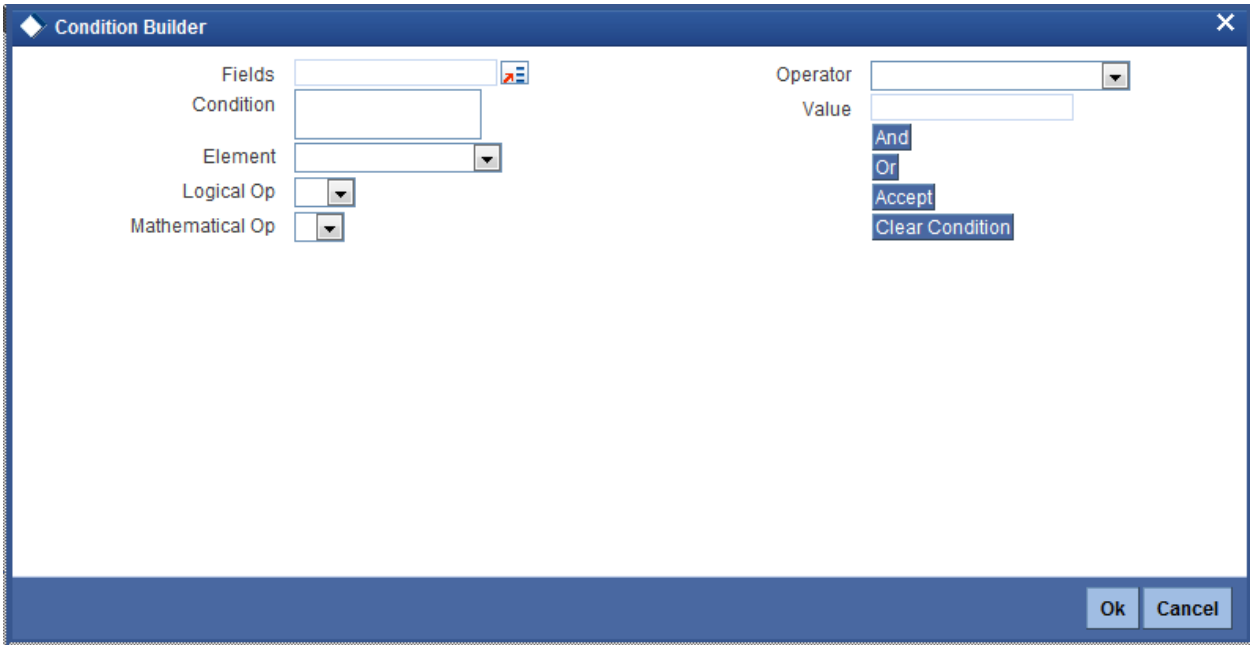 Condition Builder
Fields
Condition
Element
Logical Op
Mathematical Op
Operator
Value
And
Or
Accept
Clear Condition
Ok
Cancel